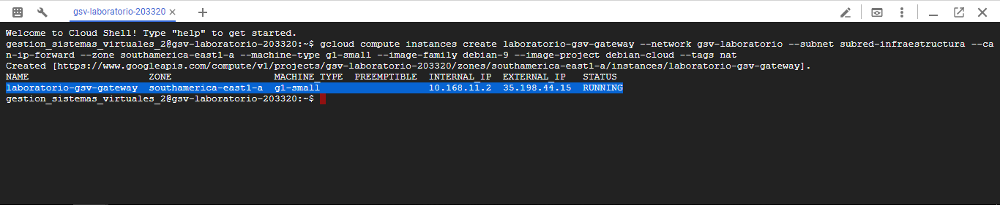 gsv-laboratorio-203320 ×
Welcome to Cloud Shell! Type "help" to get started.
gestion_sistemas_virtuales_2@gsv-laboratorio-203320:~$ gcloud compute instances create laboratorio-gsv-gateway --network gsv-laboratorio --subnet subred-infraestructura --ca
n-ip-forward --zone southamerica-east1-a --machine-type g1-small --image-family debian-9 --image-project debian-cloud --tags nat
Created [https://www.googleapis.com/compute/v1/projects/gsv-laboratorio-203320/zones/southamerica-east1-a/instances/laboratorio-gsv-gateway].
NAME ZONE MACHINE_TYPE PREEMPTIBLE INTERNAL_IP EXTERNAL_IP STATUS
laboratorio-gsv-gateway southamerica-east1-a g1-small 10.168.11.2 35.198.44.15 RUNNING
gestion_sistemas_virtuales_2@gsv-laboratorio-203320:~$